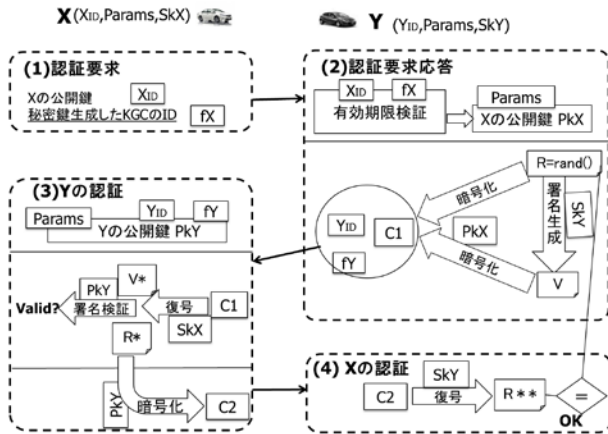 X (XID,Params,SkX)
Y (YID,Params,SkY)
(1)認証要求
Xの公開鍵 XID
秘密鍵生成したKGCのID fX
(2)認証要求応答
XID fX
有効期限検証
Params
Xの公開鍵 PkX
R=rand()
暗号化
署名生成
SkY
YID
C1
PkX
fY
暗号化
V
(3)Yの認証
Params YID fY
Yの公開鍵 PkY
PkY V*
Valid? 署名検証 復号 C1
SkX
R*
PkY 暗号化 C2
(4) Xの認証
SkY
C2 復号 R** =
OK